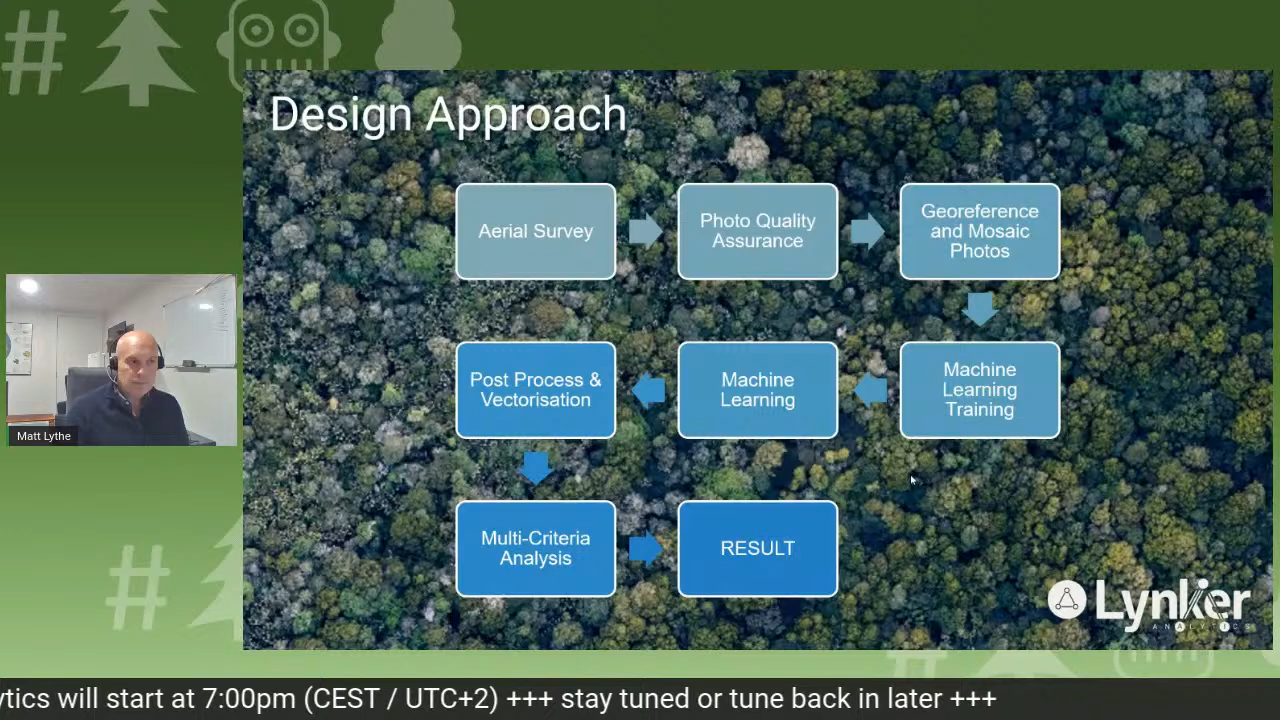 #
Design Approach
Aerial Survey
Photo Quality
Assurance
Georeference
and Mosaic
Photos
Post Process &
Vectorisation
Machine
Learning
Machine
Learning
Training
Matt Lythe
Multi-Criteria
Analysis
RESULT
#
#
Lynker
ANALYTICS
ytics will start at 7:00pm (CEST / UTC+2) +++ stay tuned or tune back in later +++